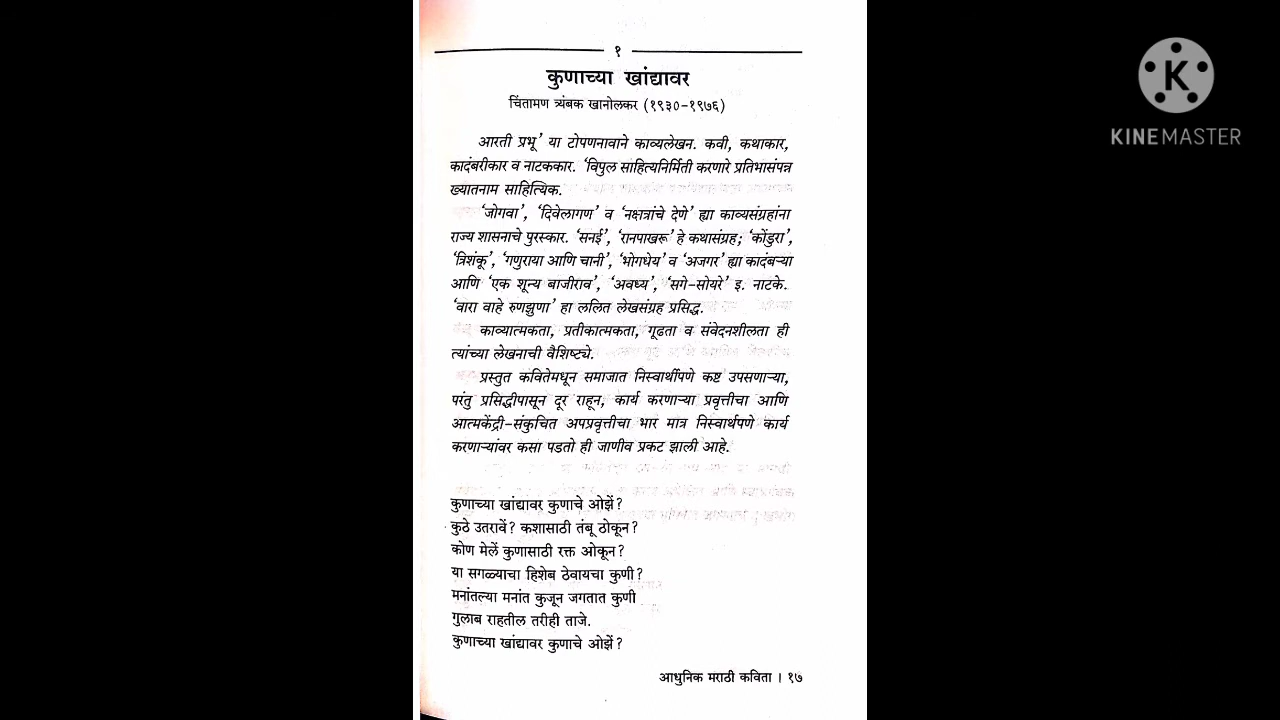 १
कुणाच्या खांद्यावर
चिंतामण त्र्यंबक खानोलकर (१९३०-१९७६)
आरती प्रभू' या टोपणनावाने काव्यलेखन. कवी, कथाकार,
कादंबरीकार व नाटककार. 'विपुल साहित्यनिर्मिती करणारे प्रतिभासंपन्न
ख्यातनाम साहित्यिक.
'जोगवा', 'दिवेलागण' व 'नक्षत्रांचे देणे' ह्या काव्यसंग्रहांना
राज्य शासनाचे पुरस्कार. 'सनई', 'रानपाखरू' हे कथासंग्रह; 'कोंडुरा',
'त्रिशंकू', 'गणुराया आणि चानी', 'भोगधेय' व 'अजगर' ह्या कादंबऱ्या
आणि 'एक शून्य बाजीराव', 'अवध्य', 'सगे-सोयरे' इ. नाटके.
'वारा वाहे रुणझुणा' हा ललित लेखसंग्रह प्रसिद्ध.
काव्यात्मकता, प्रतीकात्मकता, गूढता व संवेदनशीलता ही
त्यांच्या लेखनाची वैशिष्ट्ये.
प्रस्तुत कवितेमधून समाजात निस्वार्थीपणे कष्ट उपसणाऱ्या,
परंतु प्रसिद्धीपासून दूर राहून, कार्य करणाऱ्या प्रवृत्तीचा आणि
आत्मकेंद्री-संकुचित अपप्रवृत्तीचा भार मात्र निस्वार्थपणे कार्य
करणाऱ्यांवर कसा पडतो ही जाणीव प्रकट झाली आहे.
कुणाच्या खांद्यावर कुणाचे ओझें?
कुठे उतरावें? कशासाठी तंबू ठोकून?
कोण मेलें कुणासाठी रक्त ओकून?
या सगळ्याचा हिशेब ठेवायचा कुणी?
मनांतल्या मनांत कुजून जगतात कुणी
गुलाब राहतील तरीही ताजे.
कुणाच्या खांद्यावर कुणाचे ओझें?
आधुनिक मराठी कविता । १७
K
KINEMASTER